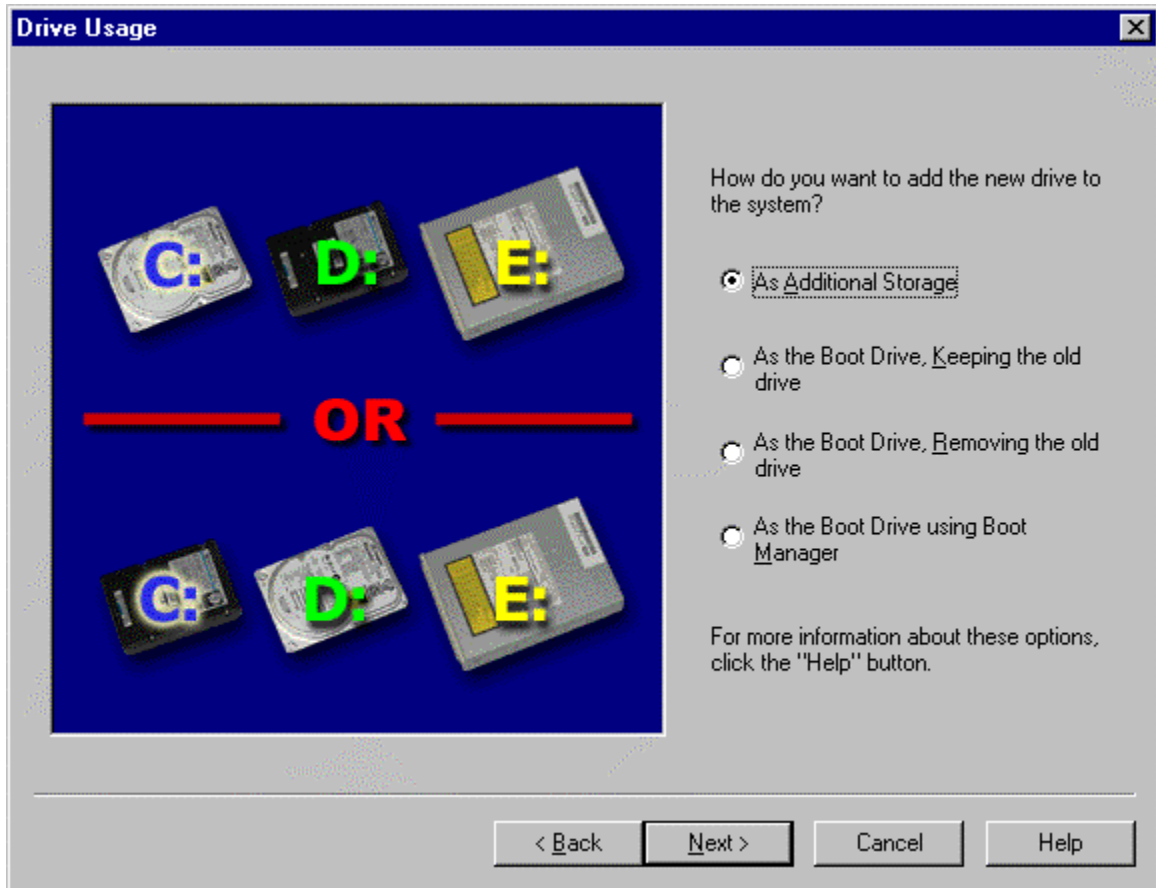 Drive Usage
C: D: E:
OR
C: D: E:
How do you want to add the new drive to
the system?
As Additional Storage
As the Boot Drive, Keeping the old
drive
As the Boot Drive, Removing the old
drive
As the Boot Drive using Boot
Manager
For more information about these options,
click the "Help" button.
< Back Next > Cancel Help